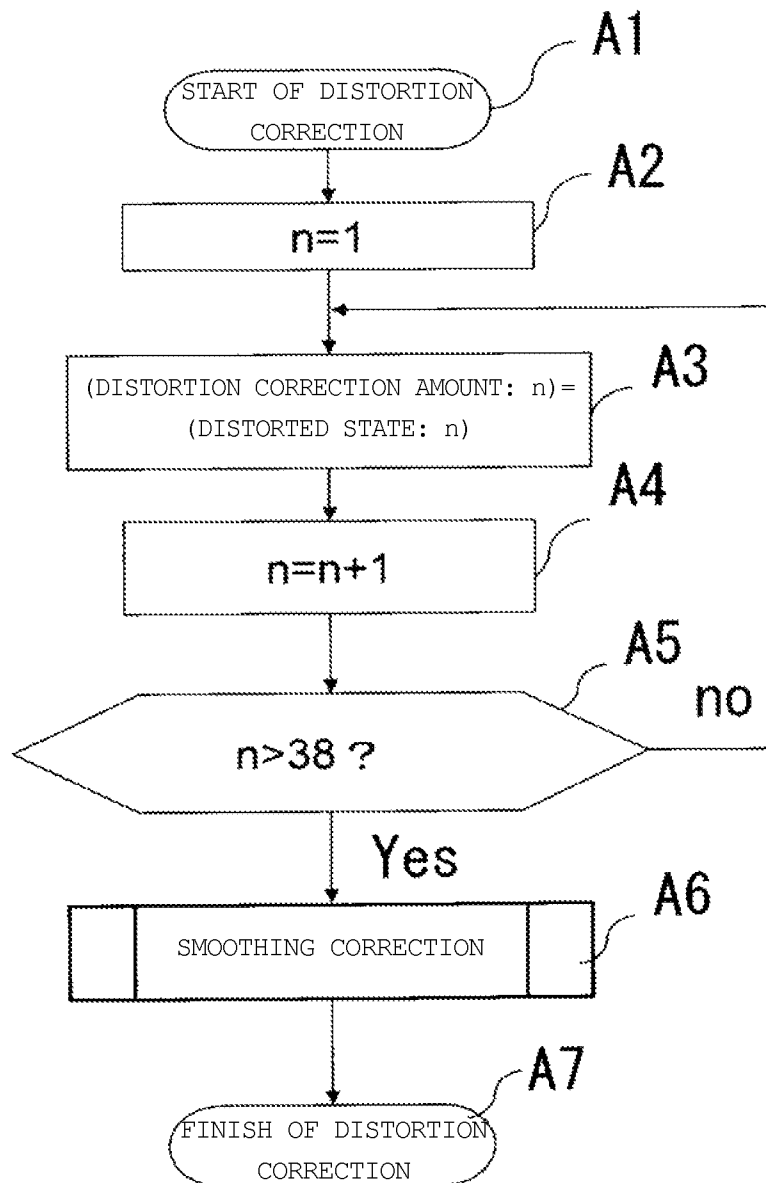 A1
START OF DISTORTION
CORRECTION
A2
n=1
A3
(DISTORTION CORRECTION AMOUNT: n)=
(DISTORTED STATE: n)
A4
n=n+1
A5
no
n>38 ?
Yes
A6
SMOOTHING CORRECTION
A7
FINISH OF DISTORTION
CORRECTION